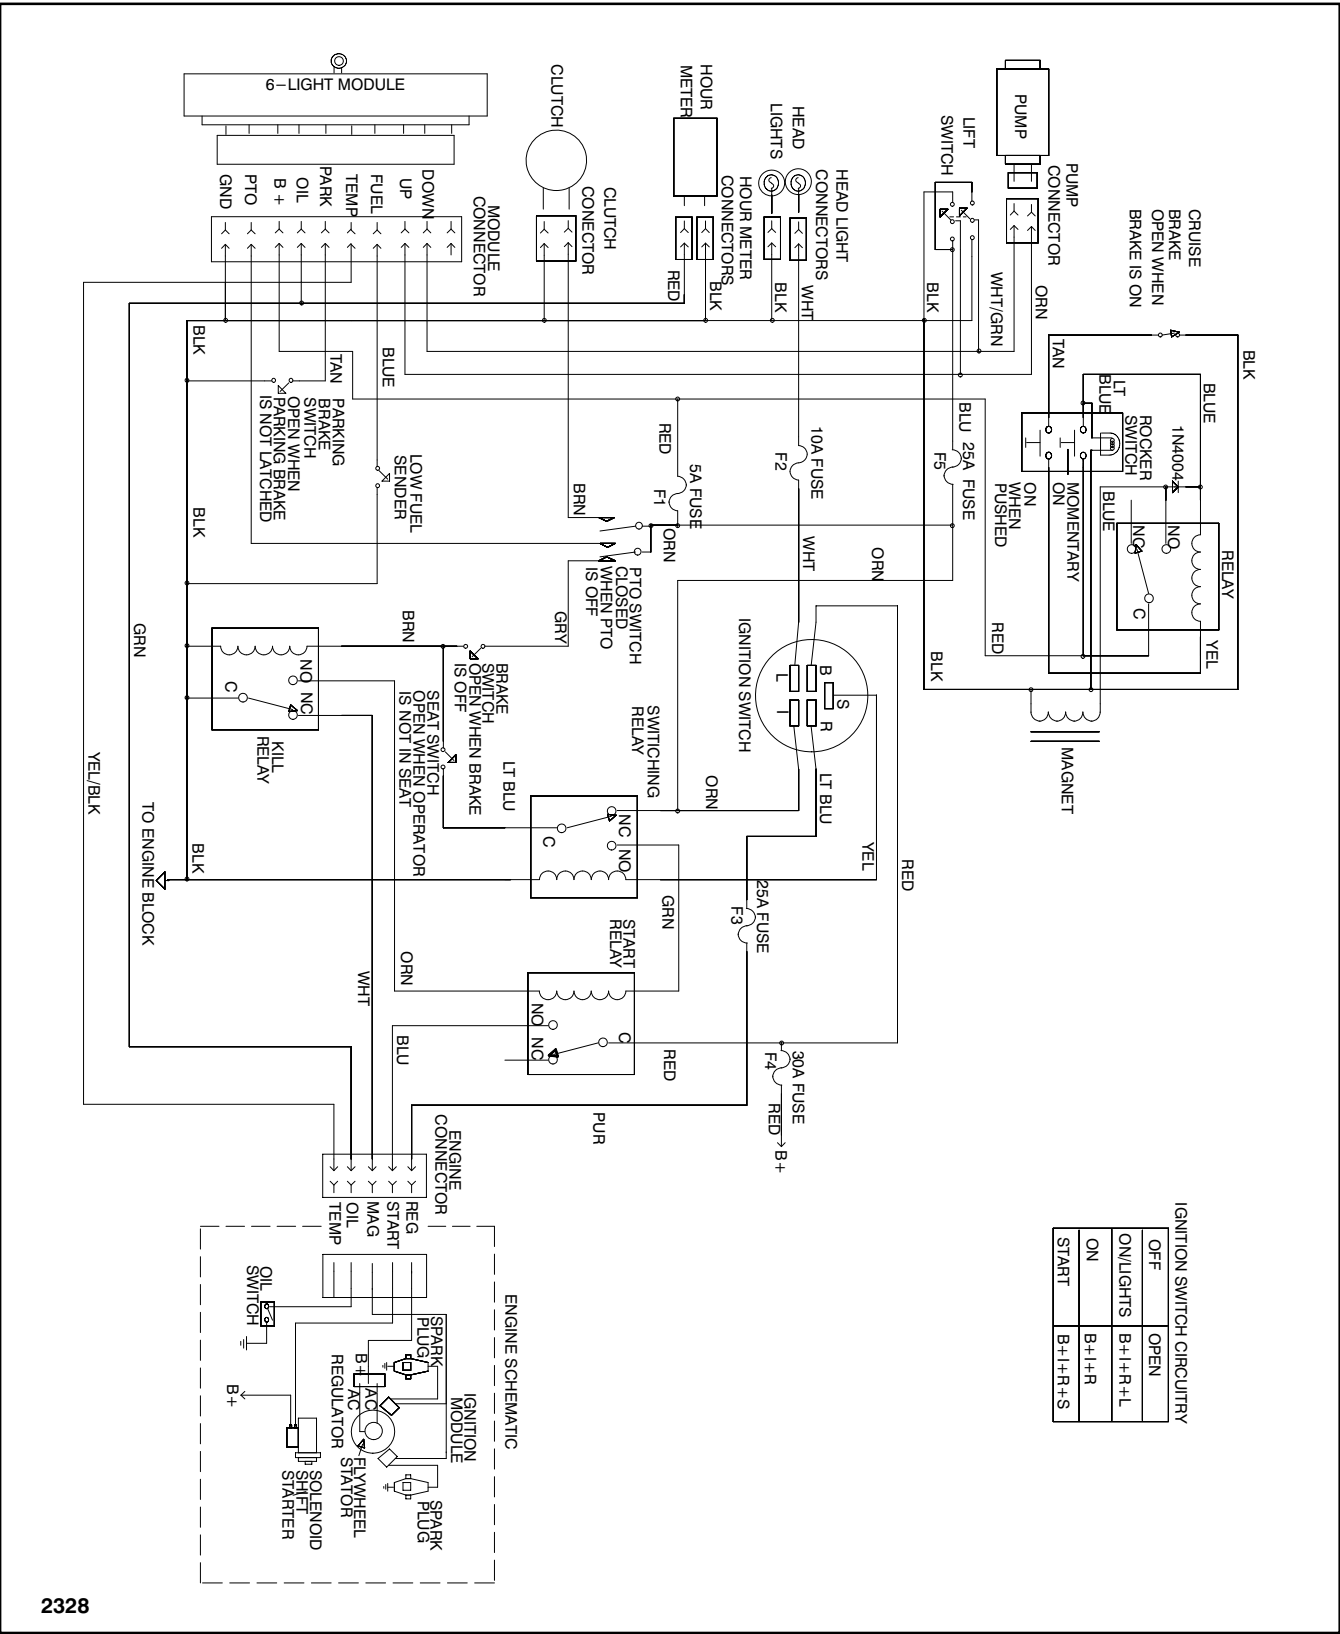 6–LIGHT MODULE
GND
PTO
B +
OIL
PARK
TEMP
FUEL
UP
DOWN
MODULE
CONNECTOR
CLUTCH
CLUTCH
CONECTOR
HOUR
METER
HOUR METER
CONNECTORS
RED
BLK
HEAD
LIGHTS
HEAD LIGHT
CONNECTORS
BLK
WHT
LIFT
SWITCH
BLK
WHT/GRN
ORN
PUMP
PUMP
CONNECTOR
CRUISE
BRAKE
OPEN WHEN
BRAKE IS ON
TAN
BLK
LT
BLUE
BLUE
ROCKER
SWITCH
1N4004
MOMENTARY
ON
ON
WHEN
PUSHED
BLUE
NC
NO
C
RELAY
YEL
RED
BLK
MAGNET
BLK
TAN
BLUE
PARKING
BRAKE
SWITCH
OPEN WHEN
PARKING BRAKE
IS NOT LATCHED
LOW FUEL
SENDER
BLK
RED
5A FUSE
F1
10A FUSE
F2
BLU
25A FUSE
F5
BRN
ORN
WHT
ORN
PTO SWITCH
CLOSED
WHEN PTO
IS OFF
GRY
GRN
BRN
BRAKE
SWITCH
OPEN WHEN BRAKE
IS OFF
SEAT SWITCH
OPEN WHEN OPERATOR
IS NOT IN SEAT
C
NO
NC
KILL
RELAY
IGNITION SWITCH
L
B
S
I
R
SWITICHING
RELAY
ORN
LT BLU
LT BLU
NC
C
NO
YEL
RED
YEL/BLK
TO ENGINE BLOCK
BLK
GRN
25A FUSE
F3
START
RELAY
ORN
WHT
NO
NC
C
BLU
RED
30A FUSE
F4
RED
B+
PUR
ENGINE
CONNECTOR
TEMP
OIL
MAG
START
REG
IGNITION SWITCH CIRCUITRY
OFF
OPEN
ON/LIGHTS
B+I+R+L
ON
B+I+R
START
B+I+R+S
ENGINE SCHEMATIC
OIL
SWITCH
SPARK
PLUG
B+
AC
AC
REGULATOR
IGNITION
MODULE
FLYWHEEL
STATOR
B+
SOLENOID
SHIFT
STARTER
SPARK
PLUG
2328